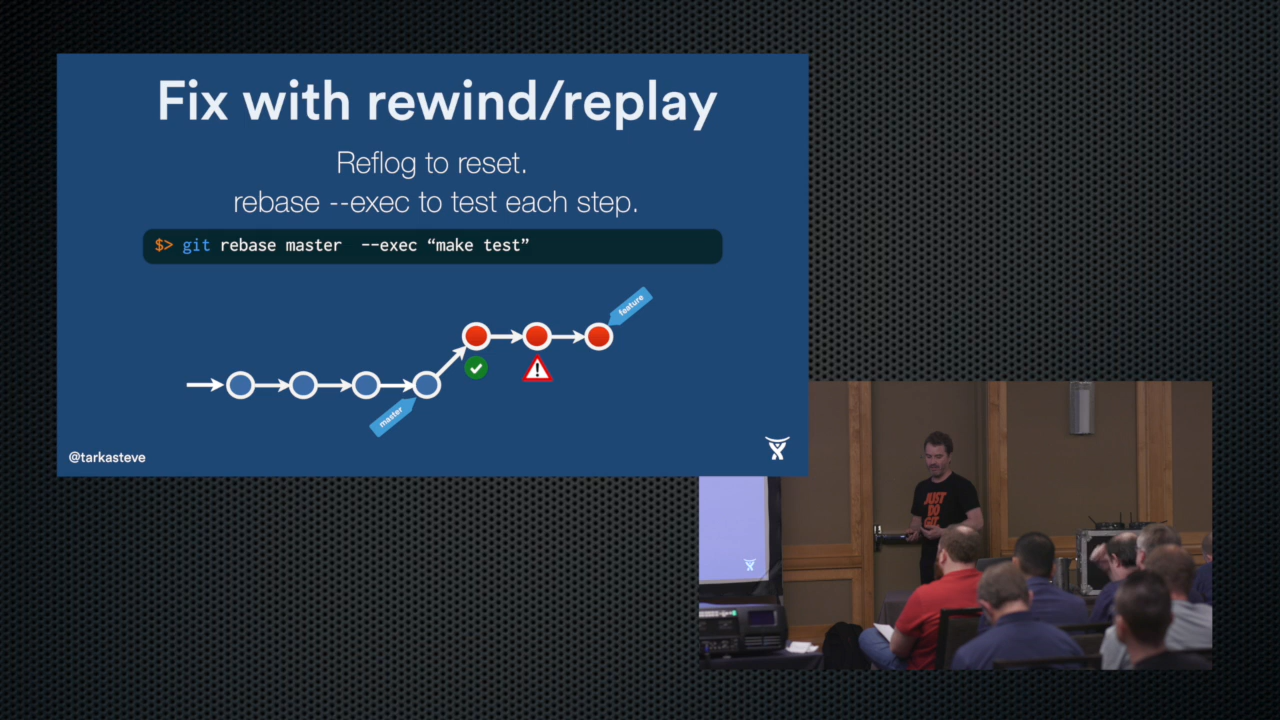 Fix with rewind/replay
Reflog to reset.
rebase --exec to test each step.
$> git rebase master --exec “make test”
feature
master
@tarkasteve
JUST
DO
GIT